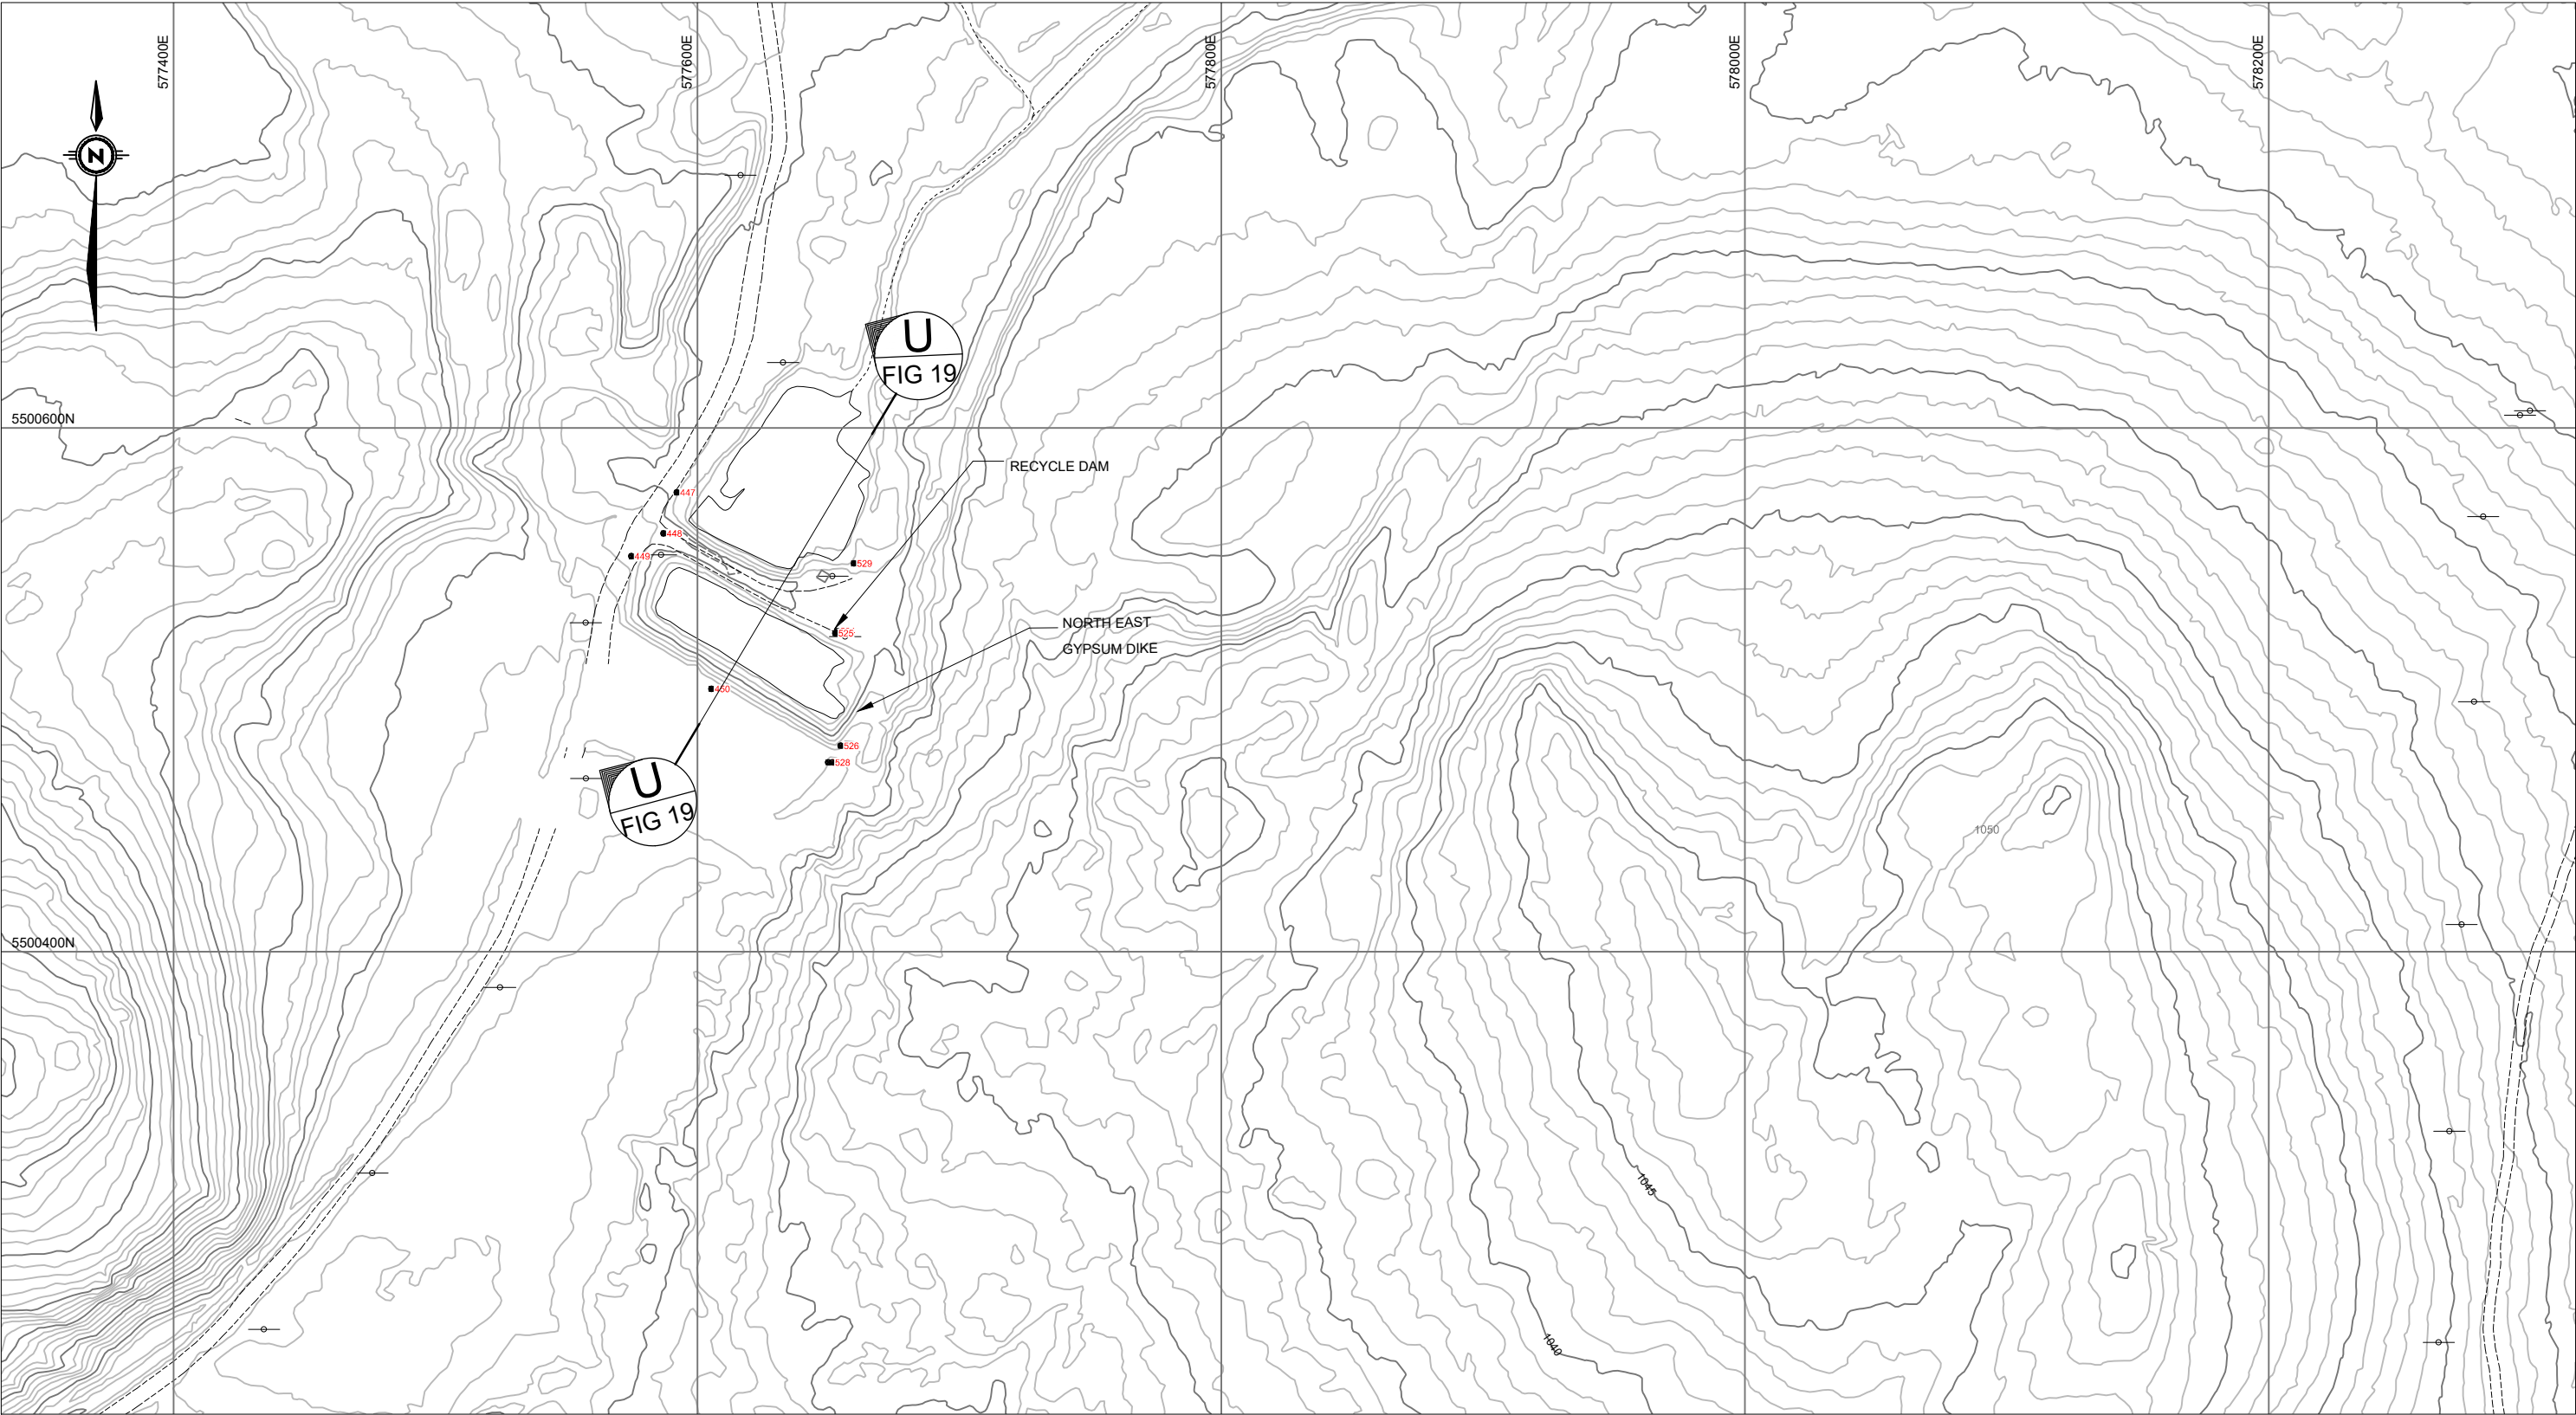 577400E
577600E
577800E
578000E
578200E
N
U
FIG 19
5500600N
RECYCLE DAM
447
448
449
529
525
NORTH EAST
GYPSUM DIKE
450
526
528
U
FIG 19
1050
5500400N
1045
1040